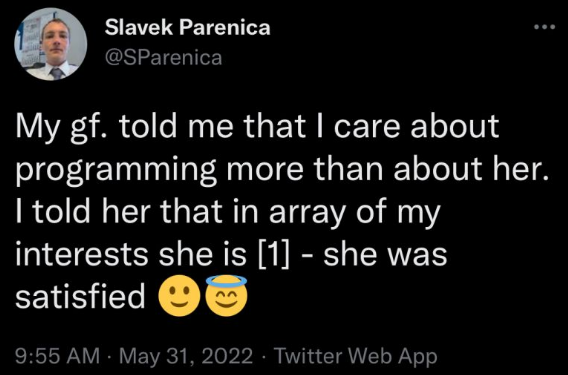 Slavek Parenica
@SParenica
My gf. told me that I care about
programming more than about her.
I told her that in array of my
interests she is [1] - she was
satisfied 🙂😇
9:55 AM · May 31, 2022 · Twitter Web App